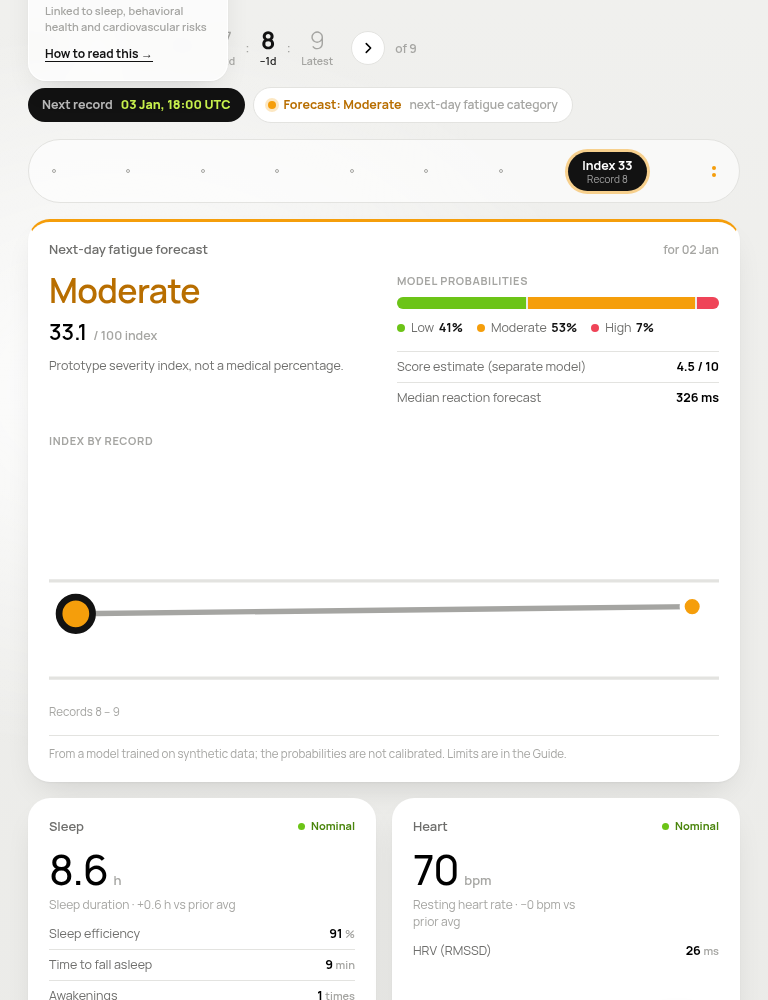 Linked to sleep, behavioral
health and cardiovascular risks
How to read this →
: 8 : 9 of 9
−1d Latest
Next record 03 Jan, 18:00 UTC Forecast: Moderate next-day fatigue category
Index 33
Record 8
Next-day fatigue forecast for 02 Jan
Moderate
33.1 / 100 index
Prototype severity index, not a medical percentage.
MODEL PROBABILITIES
Low 41% Moderate 53% High 7%
Score estimate (separate model) 4.5 / 10
Median reaction forecast 326 ms
INDEX BY RECORD
Records 8 – 9
From a model trained on synthetic data; the probabilities are not calibrated. Limits are in the Guide.
Sleep Nominal
8.6 h
Sleep duration · +0.6 h vs prior avg
Sleep efficiency 91 %
Time to fall asleep 9 min
Awakenings 1 times
Heart Nominal
70 bpm
Resting heart rate · −0 bpm vs
prior avg
HRV (RMSSD) 26 ms